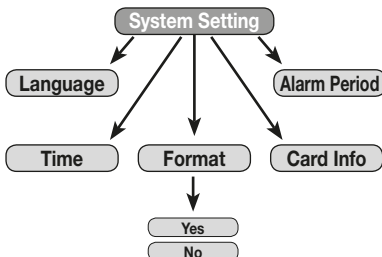 System Setting
Language
Alarm Period
Time
Format
Card Info
Yes
No